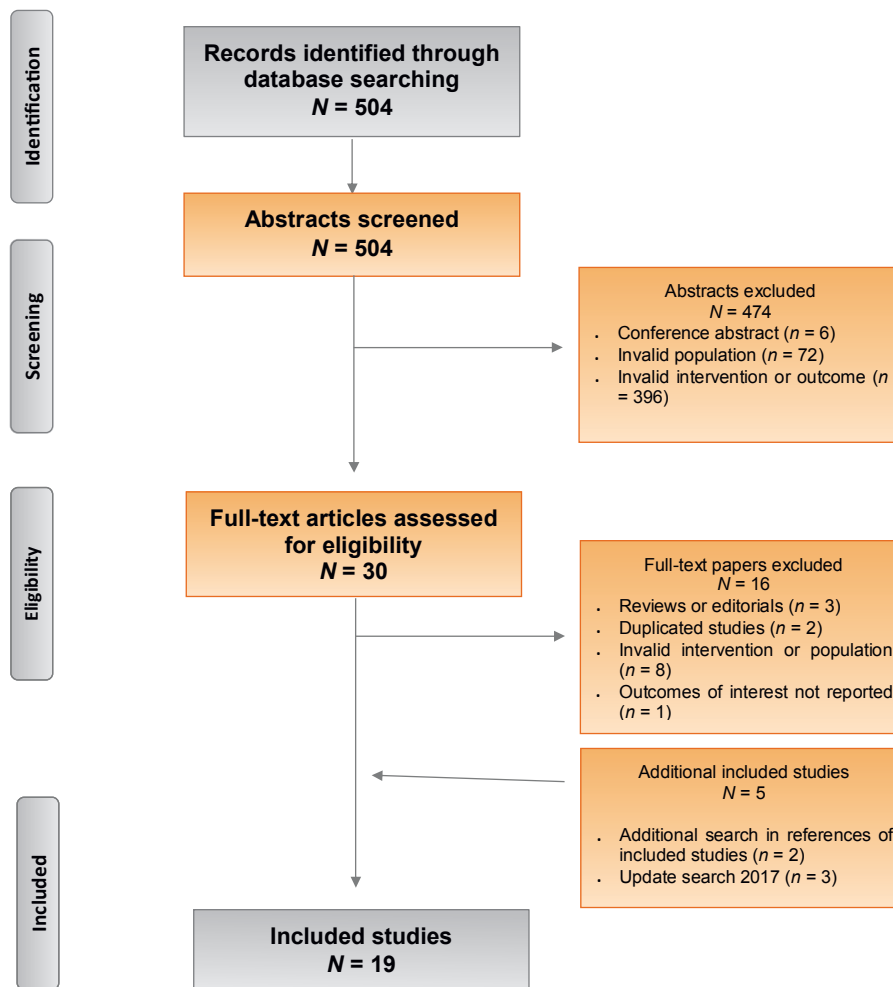 Identification
Records identified through
database searching
N = 504
Abstracts screened
N = 504
Screening
Abstracts excluded
N = 474
• Conference abstract (n = 6)
• Invalid population (n = 72)
• Invalid intervention or outcome (n
= 396)
Eligibility
Full-text articles assessed
for eligibility
N = 30
Full-text papers excluded
N = 16
• Reviews or editorials (n = 3)
• Duplicated studies (n = 2)
• Invalid intervention or population
(n = 8)
• Outcomes of interest not reported
(n = 1)
Additional included studies
N = 5
• Additional search in references of
included studies (n = 2)
• Update search 2017 (n = 3)
Included
Included studies
N = 19